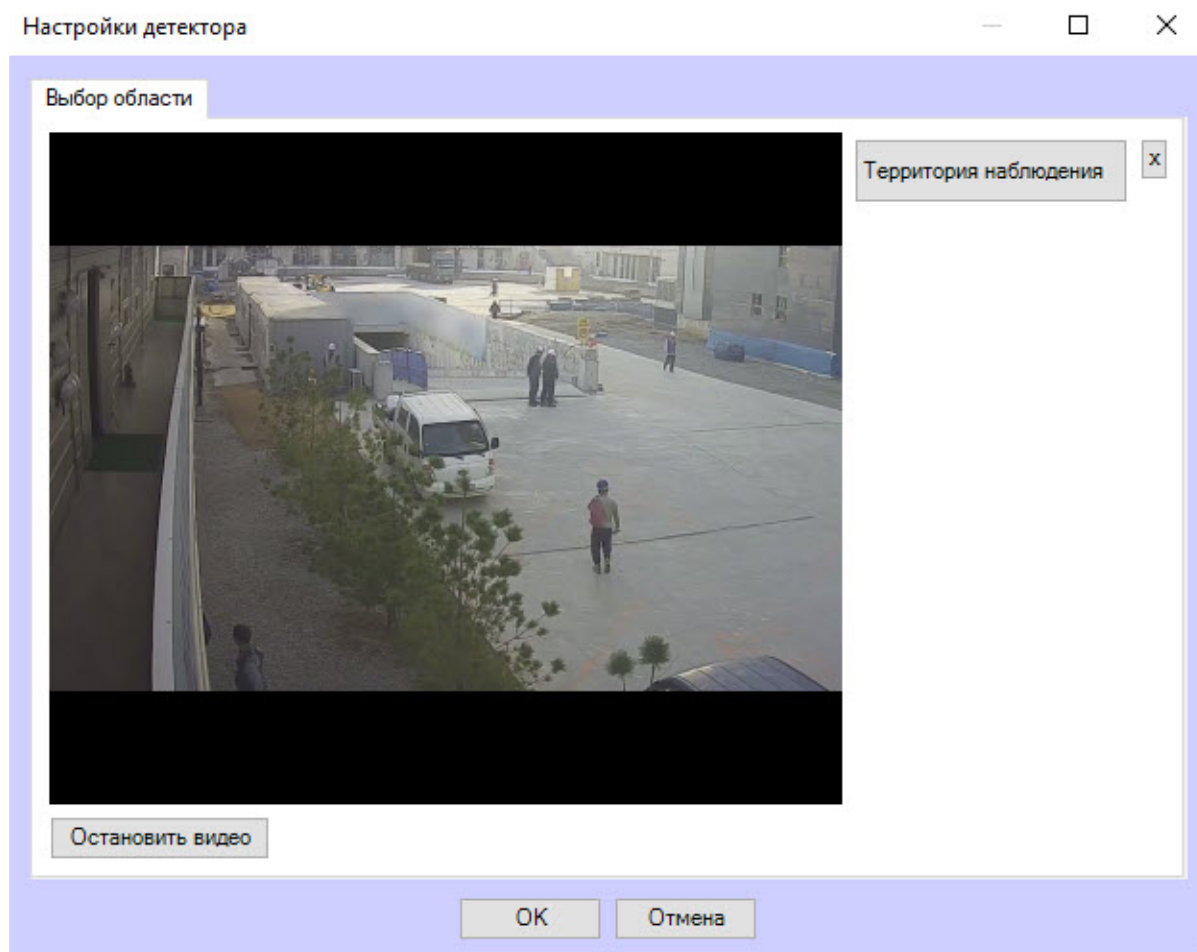 Настройки детектора
Выбор области
Территория наблюдения
x
Остановить видео
OK
Отмена